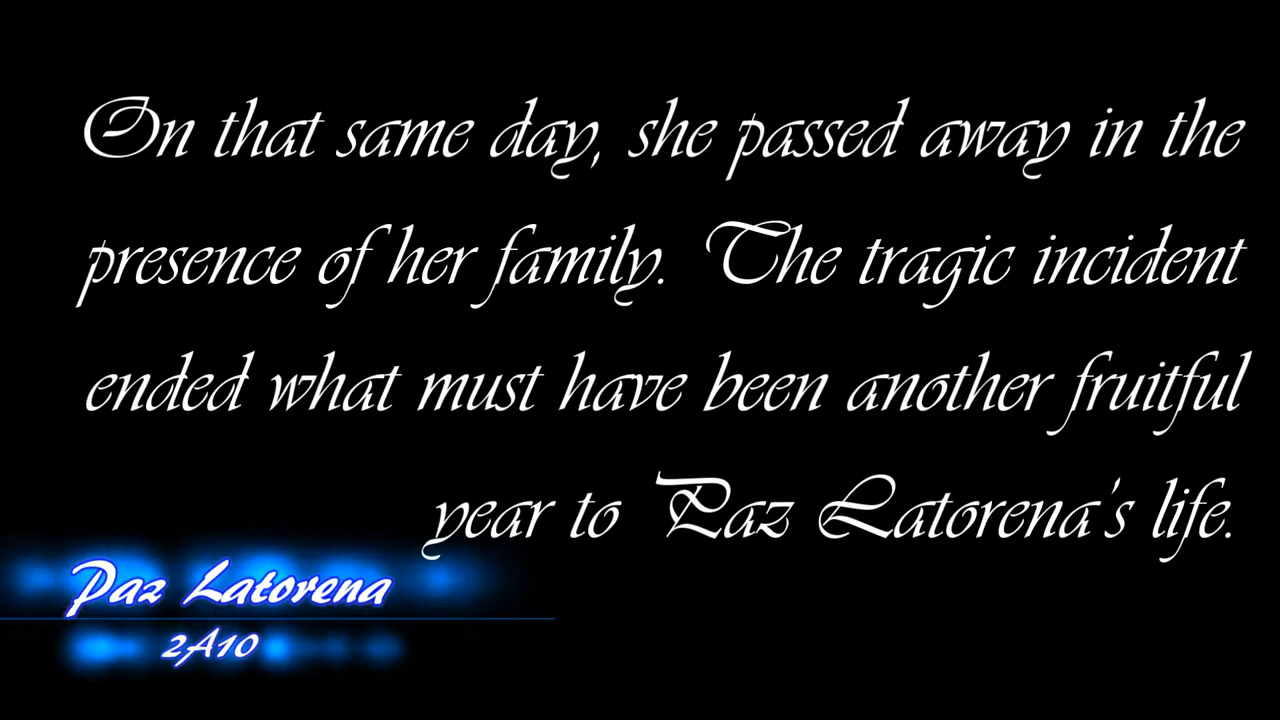 On that same day, she passed away in the
presence of her family. The tragic incident
ended what must have been another fruitful
year to Paz Latorena's life.
Paz Latorena
2A10